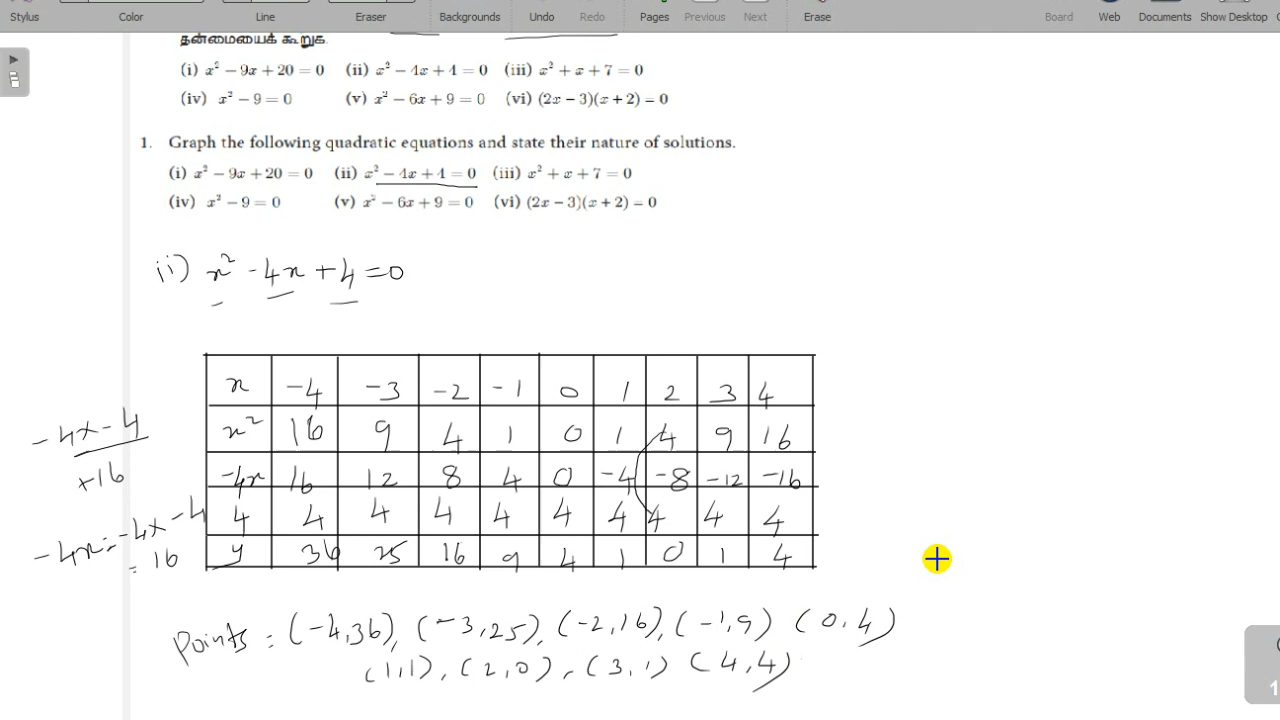 Stylus Color Line Eraser Backgrounds Undo Redo Pages Previous Next Erase Board Web Documents Show Desktop
தன்மையைக் கூறுக.
(i) x² − 9x + 20 = 0 (ii) x² − 4x + 4 = 0 (iii) x² + x + 7 = 0
(iv) x² − 9 = 0 (v) x² − 6x + 9 = 0 (vi) (2x − 3)(x + 2) = 0
1. Graph the following quadratic equations and state their nature of solutions.
(i) x² − 9x + 20 = 0 (ii) x² − 4x + 4 = 0 (iii) x² + x + 7 = 0
(iv) x² − 9 = 0 (v) x² − 6x + 9 = 0 (vi) (2x − 3)(x + 2) = 0
ii) x² - 4x + 4 = 0
x -4 -3 -2 -1 0 1 2 3 4
x² 16 9 4 1 0 1 4 9 16
-4x 16 12 8 4 0 -4 -8 -12 -16
4 4 4 4 4 4 4 4 4 4
y 36 25 16 9 4 1 0 1 4
-4x-4
+16
-4x = -4x-4
= 16
Points : (-4,36), (-3,25), (-2,16), (-1,9) (0,4)
(1,1), (2,0), (3,1) (4,4)